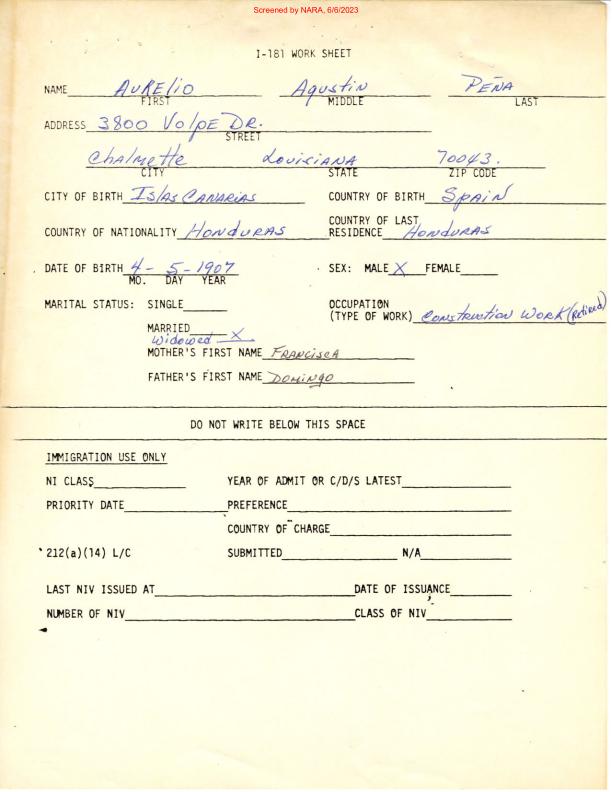 Screened by NARA, 6/6/2023
I-181 WORK SHEET
NAME AURElIO Agustin PEÑA
FIRST MIDDLE LAST
ADDRESS 3800 VolpE DR.
STREET
Chalmette LouisiANA 70043.
CITY STATE ZIP CODE
CITY OF BIRTH IslAs CANARIAS COUNTRY OF BIRTH SpAiN
COUNTRY OF NATIONALITY HONDURAS COUNTRY OF LAST RESIDENCE HONDURAS
DATE OF BIRTH 4- 5-1907 SEX: MALE X FEMALE
MO. DAY YEAR
MARITAL STATUS: SINGLE OCCUPATION (TYPE OF WORK) Construction WORK (Retired)
MARRIED
Widowed X
MOTHER'S FIRST NAME FRANCiscA
FATHER'S FIRST NAME DOMINgO
DO NOT WRITE BELOW THIS SPACE
IMMIGRATION USE ONLY
NI CLASS YEAR OF ADMIT OR C/D/S LATEST
PRIORITY DATE PREFERENCE
COUNTRY OF CHARGE
212(a)(14) L/C SUBMITTED N/A
LAST NIV ISSUED AT DATE OF ISSUANCE
NUMBER OF NIV CLASS OF NIV